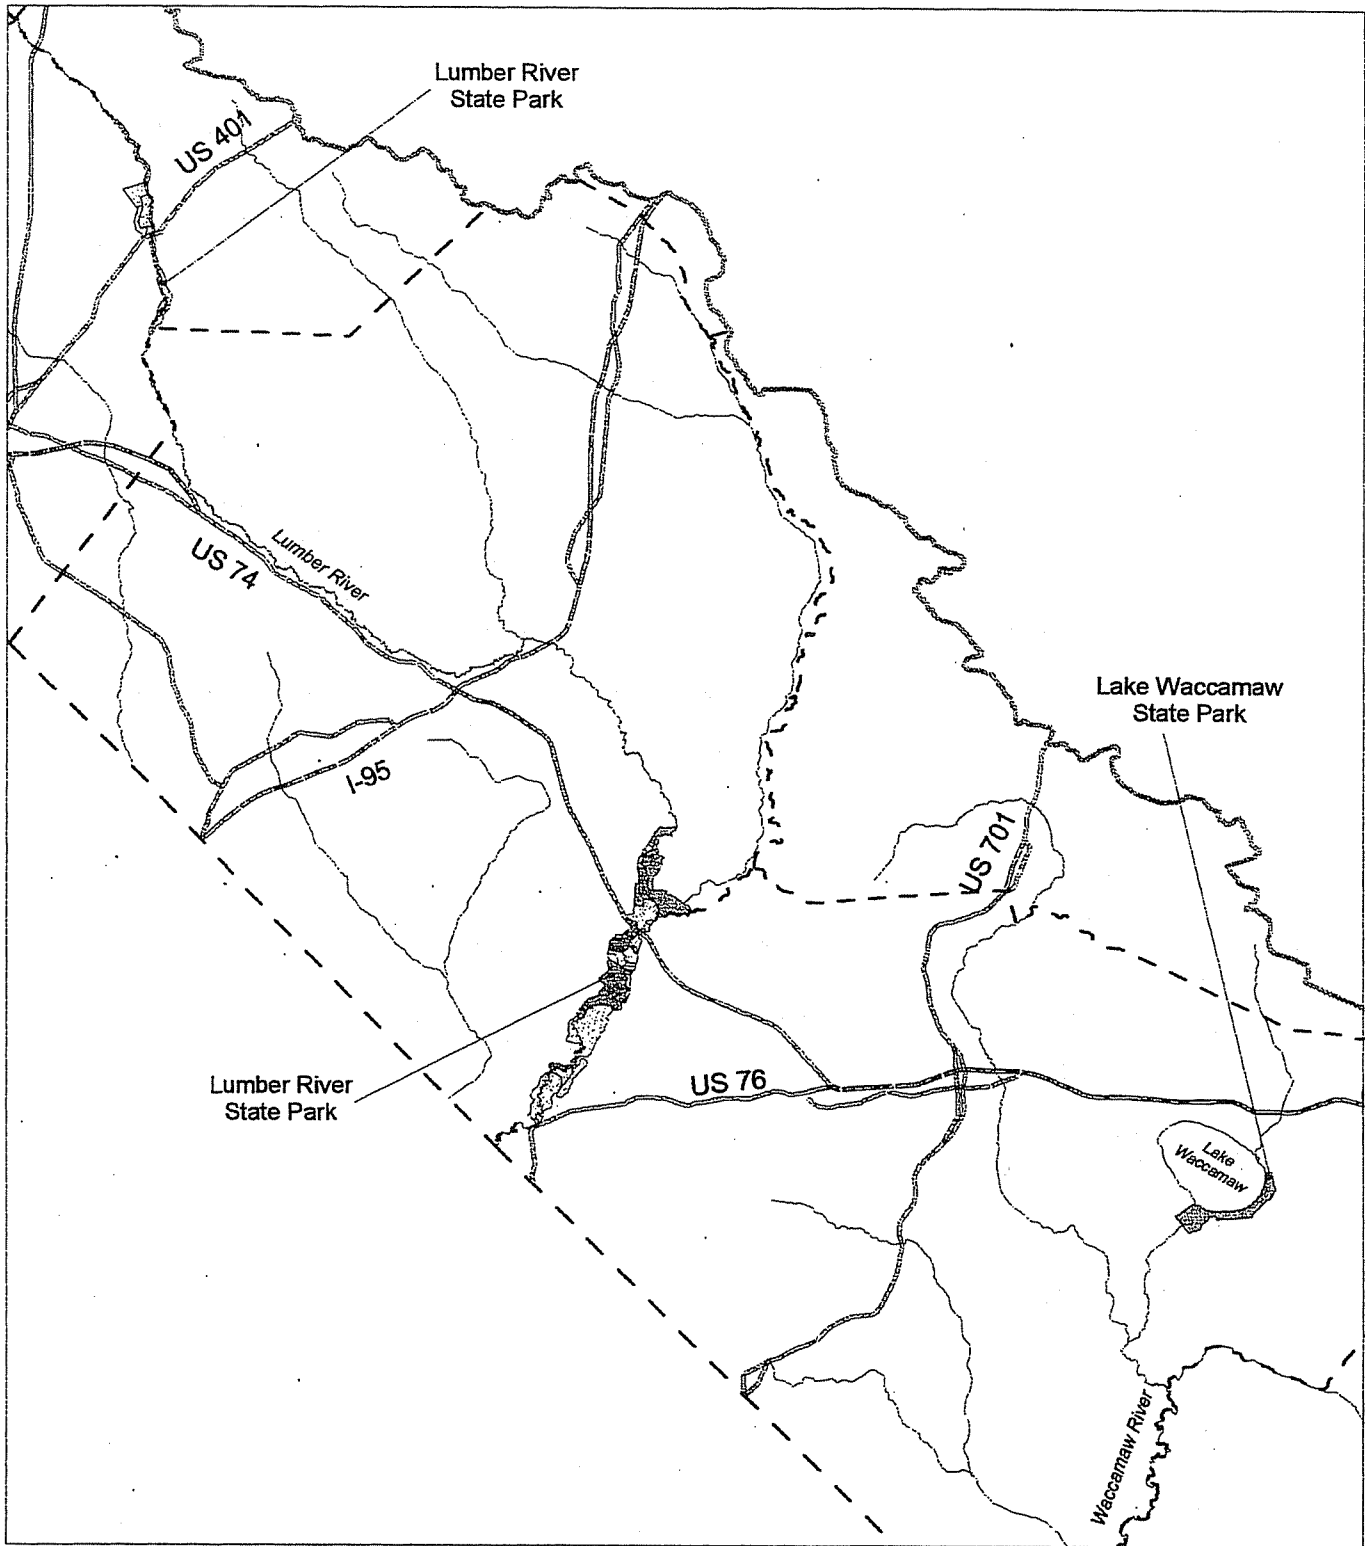 Lumber River
State Park
US 401
US 74
Lumber River
Lake Waccamaw
State Park
I-95
US 701
Lumber River
State Park
US 76
Lake
Waccamaw
Waccamaw River